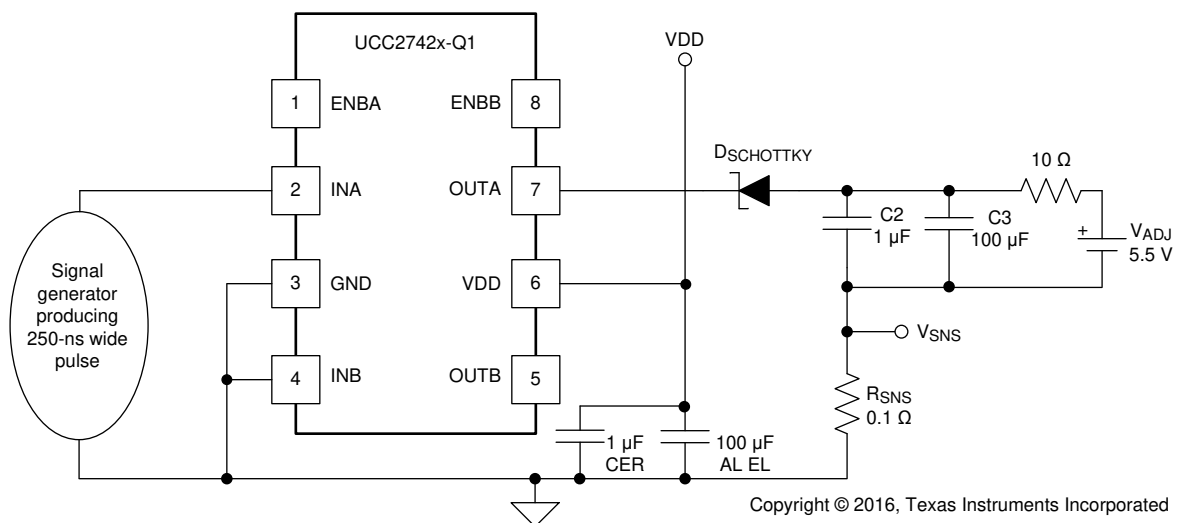 UCC2742x-Q1
VDD
1 ENBA
ENBB 8
DSCHOTTKY
10 Ω
2 INA
OUTA 7
C2
1 µF
C3
100 µF
+
VADJ
5.5 V
Signal
generator
producing
250-ns wide
pulse
3 GND
VDD 6
VSNS
4 INB
OUTB 5
RSNS
0.1 Ω
1 µF
CER
100 µF
AL EL
Copyright © 2016, Texas Instruments Incorporated